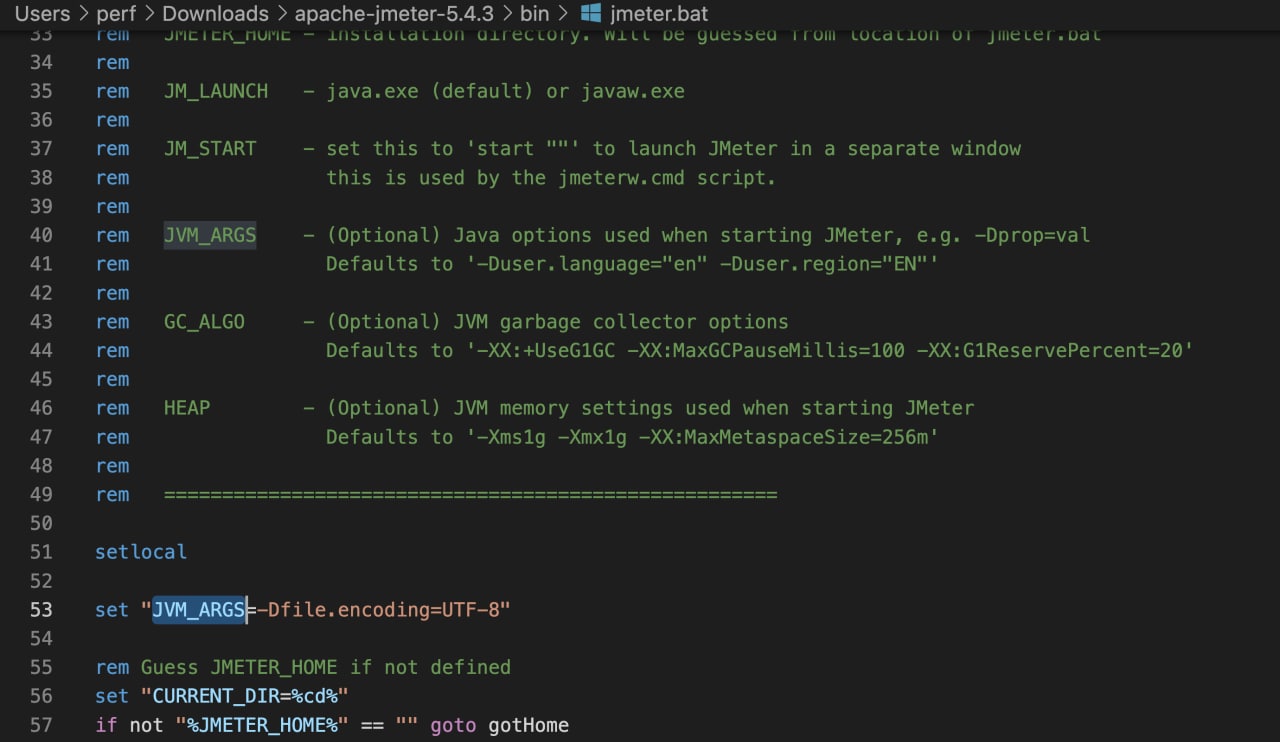 Users > perf > Downloads > apache-jmeter-5.4.3 > bin > jmeter.bat
33 rem JMETER_HOME - installation directory. Will be guessed from location of jmeter.bat
34 rem
35 rem JM_LAUNCH - java.exe (default) or javaw.exe
36 rem
37 rem JM_START - set this to 'start ""' to launch JMeter in a separate window
38 rem this is used by the jmeterw.cmd script.
39 rem
40 rem JVM_ARGS - (Optional) Java options used when starting JMeter, e.g. -Dprop=val
41 rem Defaults to '-Duser.language="en" -Duser.region="EN"'
42 rem
43 rem GC_ALGO - (Optional) JVM garbage collector options
44 rem Defaults to '-XX:+UseG1GC -XX:MaxGCPauseMillis=100 -XX:G1ReservePercent=20'
45 rem
46 rem HEAP - (Optional) JVM memory settings used when starting JMeter
47 rem Defaults to '-Xms1g -Xmx1g -XX:MaxMetaspaceSize=256m'
48 rem
49 rem =====================================================
50
51 setlocal
52
53 set "JVM_ARGS=-Dfile.encoding=UTF-8"
54
55 rem Guess JMETER_HOME if not defined
56 set "CURRENT_DIR=%cd%"
57 if not "%JMETER_HOME%" == "" goto gotHome